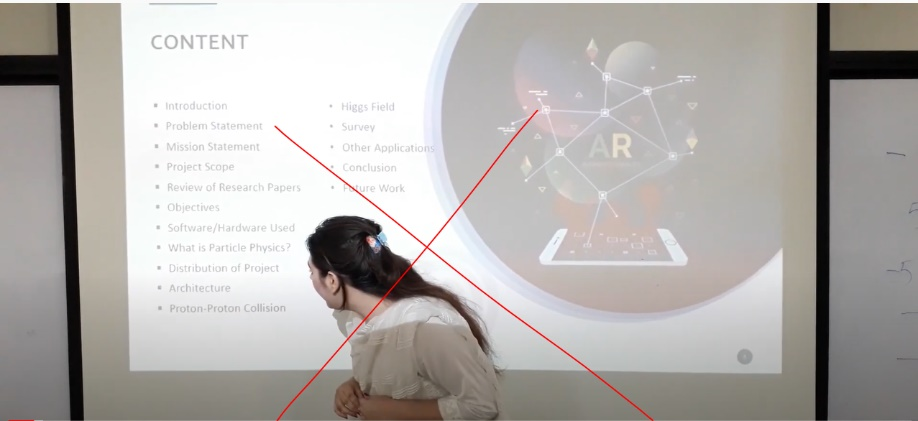 CONTENT
Introduction
Problem Statement
Mission Statement
Project Scope
Review of Research Papers
Objectives
Software/Hardware Used
What is Particle Physics?
Distribution of Project
Architecture
Proton-Proton Collision
Higgs Field
Survey
Other Applications
Conclusion
Future Work
AR